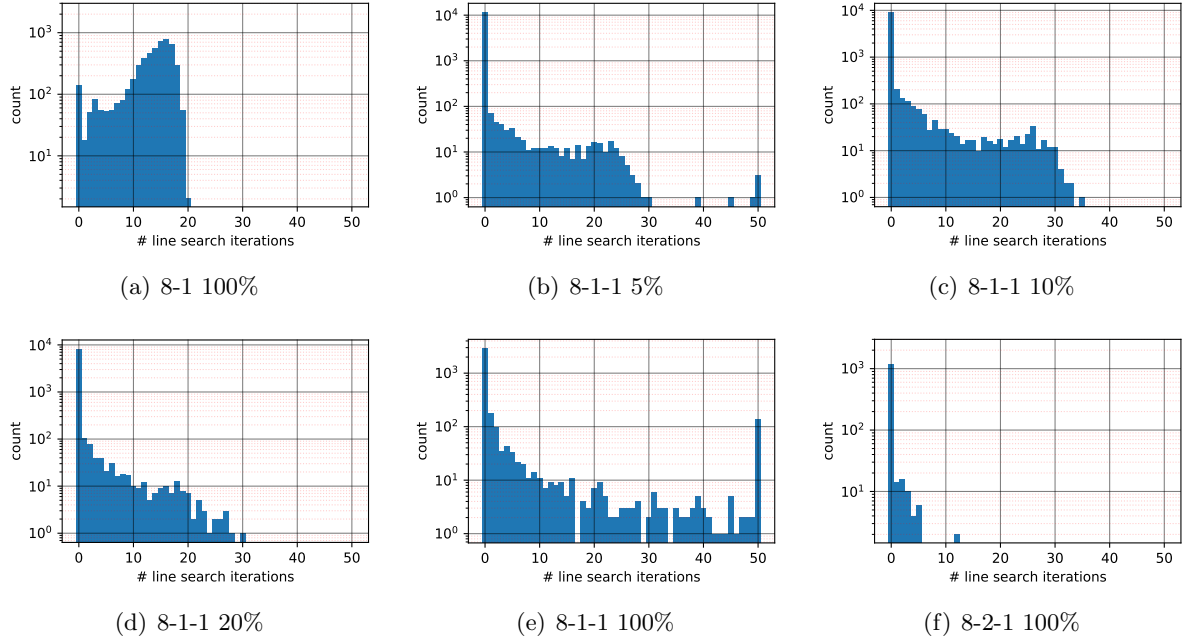 10³
10²
10¹
count
0 10 20 30 40 50
# line search iterations
(a) 8-1 100%
10⁴
10³
10²
10¹
10⁰
count
0 10 20 30 40 50
# line search iterations
(b) 8-1-1 5%
10⁴
10³
10²
10¹
10⁰
count
0 10 20 30 40 50
# line search iterations
(c) 8-1-1 10%
10⁴
10³
10²
10¹
10⁰
count
0 10 20 30 40 50
# line search iterations
(d) 8-1-1 20%
10³
10²
10¹
10⁰
count
0 10 20 30 40 50
# line search iterations
(e) 8-1-1 100%
10³
10²
10¹
count
0 10 20 30 40 50
# line search iterations
(f) 8-2-1 100%